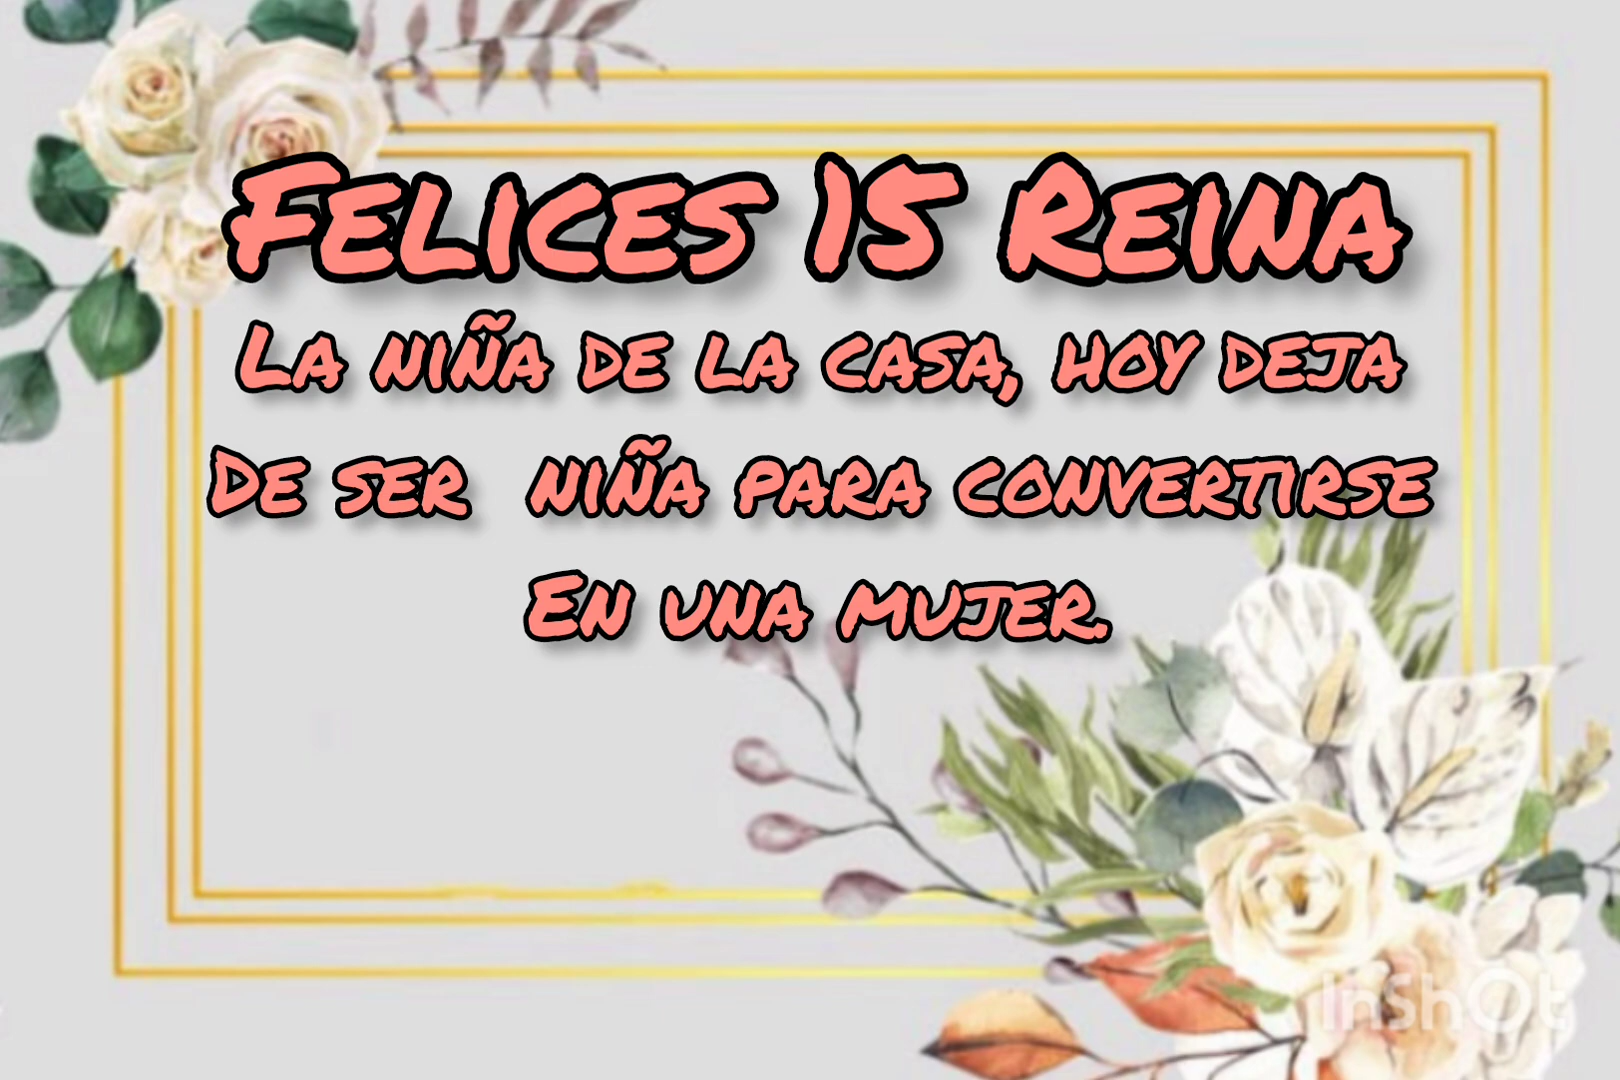 Felices 15 Reina
La niña de la casa, hoy deja
De ser niña para convertirse
En una mujer.
InShOt